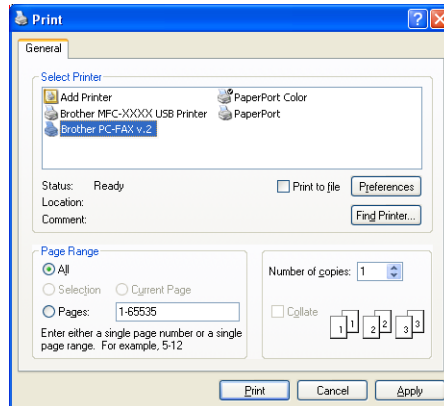 Print
General
Select Printer
Add Printer
PaperPort Color
Brother MFC-XXXX USB Printer
PaperPort
Brother PC-FAX v.2
Status: Ready
Print to file
Preferences
Location:
Comment:
Find Printer...
Page Range
All
Selection
Current Page
Pages: 1-65535
Enter either a single page number or a single
page range. For example, 5-12
Number of copies: 1
Collate
1 1 2 2 3 3
Print
Cancel
Apply